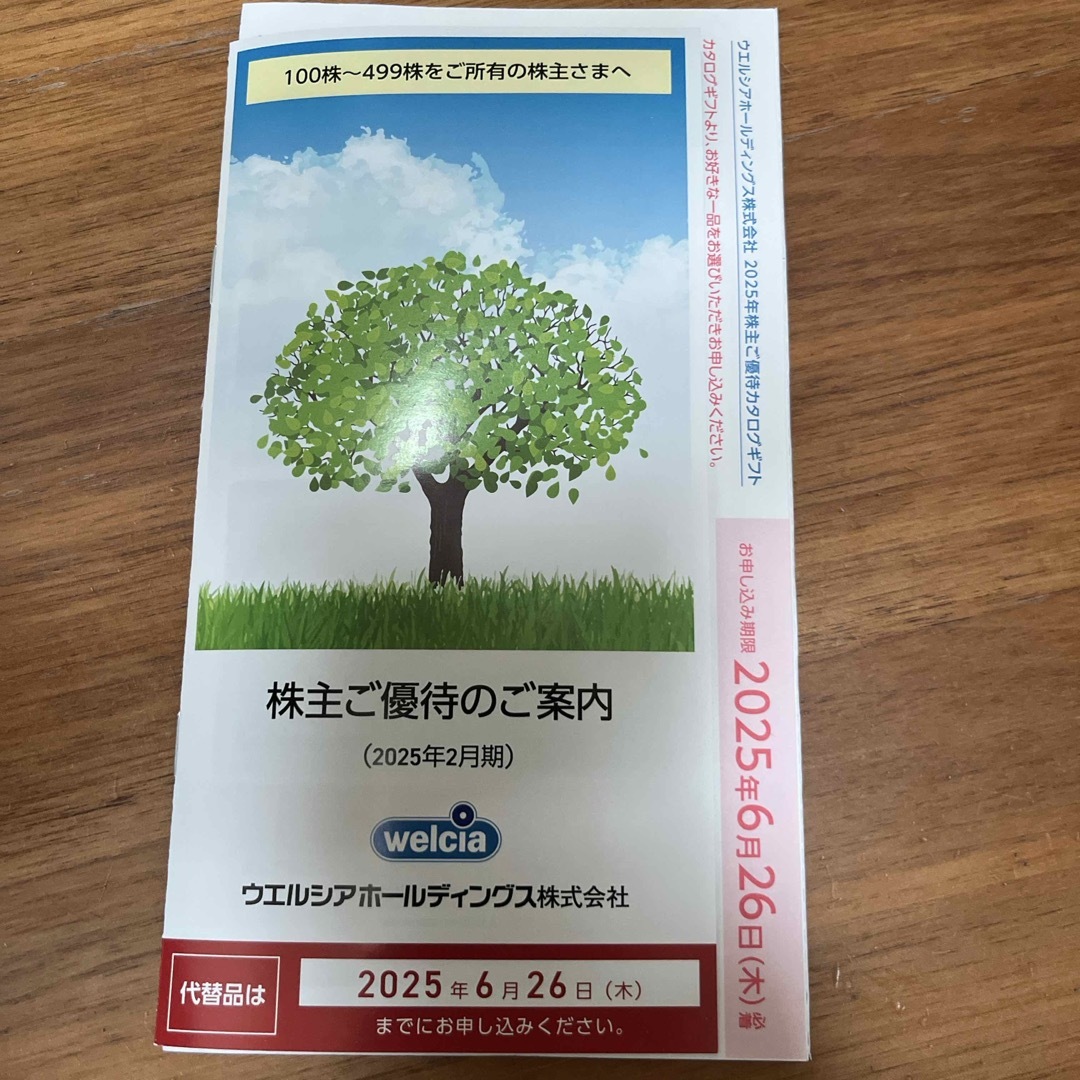 100株～499株をご所有の株主さまへ
株主ご優待のご案内
（2025年2月期）
welcia
ウエルシアホールディングス株式会社
代替品は
2025年6月26日（木）
までにお申し込みください。
ウエルシアホールディングス株式会社 2025年株主ご優待カタログギフト
カタログギフトより、お好きな一品をお選びいただきお申し込みください。
お申し込み期限 2025年6月26日(木)必着